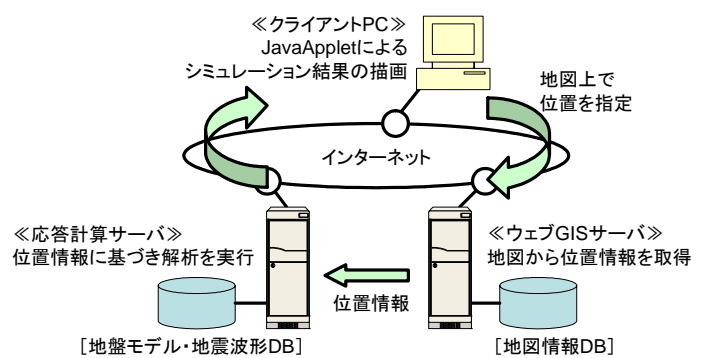 ≪クライアントPC≫
JavaAppletによる
シミュレーション結果の描画
地図上で
位置を指定
インターネット
≪応答計算サーバ≫
位置情報に基づき解析を実行
≪ウェブGISサーバ≫
地図から位置情報を取得
位置情報
[地盤モデル・地震波形DB]
[地図情報DB]